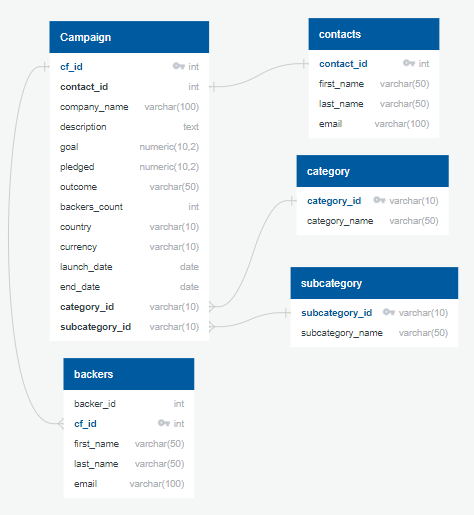 Campaign
cf_id int
contact_id int
company_name varchar(100)
description text
goal numeric(10,2)
pledged numeric(10,2)
outcome varchar(50)
backers_count int
country varchar(10)
currency varchar(10)
launch_date date
end_date date
category_id varchar(10)
subcategory_id varchar(10)
contacts
contact_id int
first_name varchar(50)
last_name varchar(50)
email varchar(100)
category
category_id varchar(10)
category_name varchar(50)
subcategory
subcategory_id varchar(10)
subcategory_name varchar(50)
backers
backer_id int
cf_id int
first_name varchar(50)
last_name varchar(50)
email varchar(100)